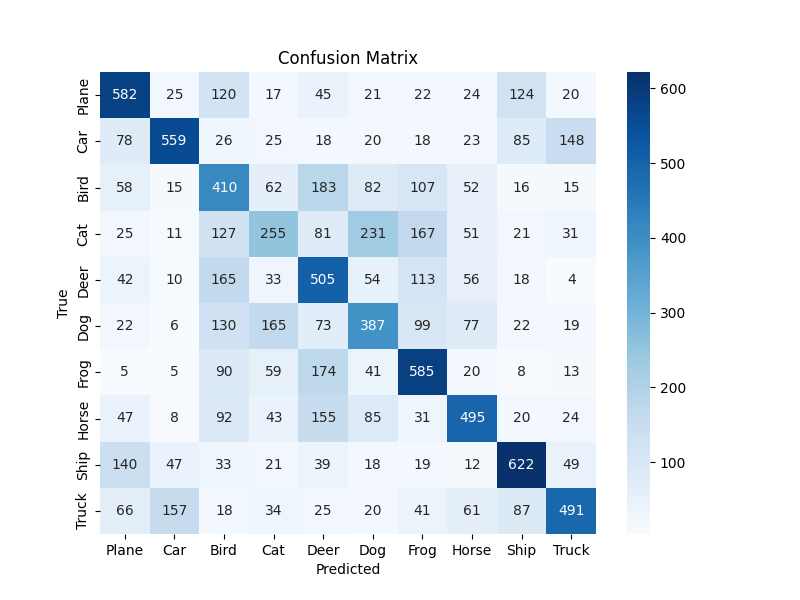 Confusion Matrix
Plane 582 25 120 17 45 21 22 24 124 20
Car 78 559 26 25 18 20 18 23 85 148
Bird 58 15 410 62 183 82 107 52 16 15
Cat 25 11 127 255 81 231 167 51 21 31
Deer 42 10 165 33 505 54 113 56 18 4
Dog 22 6 130 165 73 387 99 77 22 19
Frog 5 5 90 59 174 41 585 20 8 13
Horse 47 8 92 43 155 85 31 495 20 24
Ship 140 47 33 21 39 18 19 12 622 49
Truck 66 157 18 34 25 20 41 61 87 491
Plane Car Bird Cat Deer Dog Frog Horse Ship Truck
Predicted
True
600
500
400
300
200
100